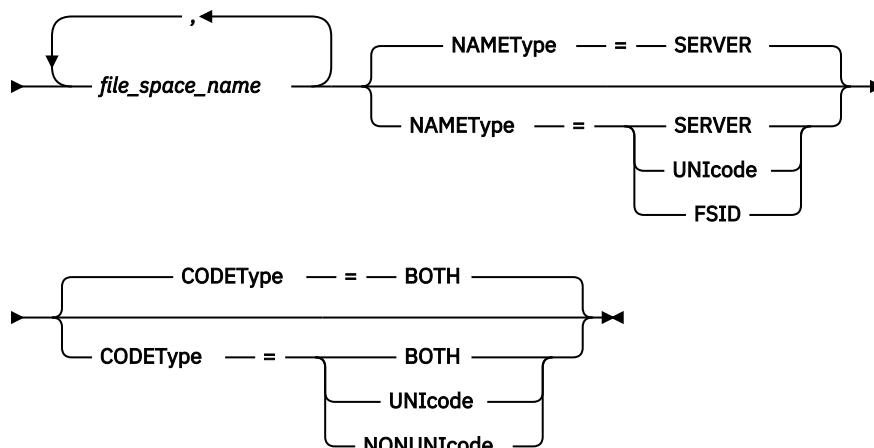 ,
file_space_name
NAMEType = SERVER
NAMEType = SERVER
UNIcode
FSID
CODEType = BOTH
CODEType = BOTH
UNIcode
NONUNIcode